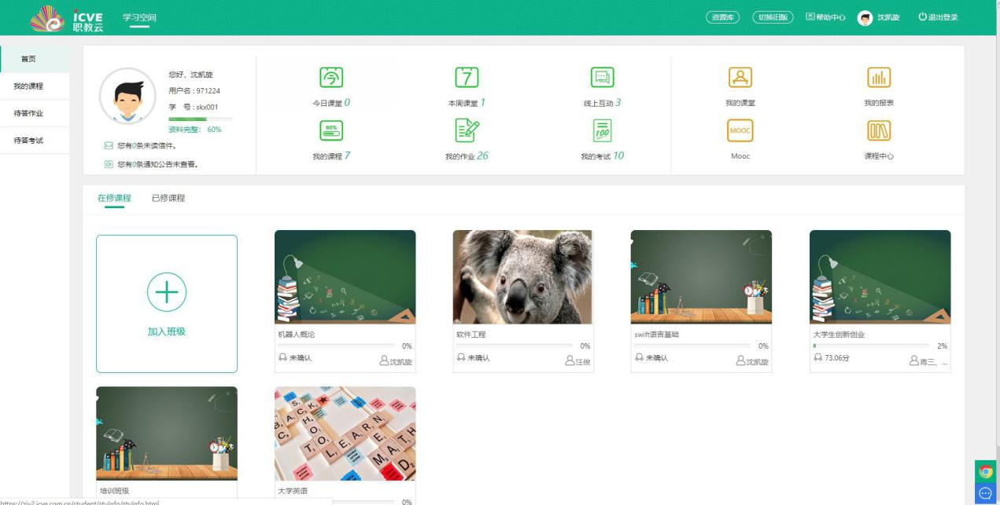 icve 职教云
学习空间
资源库
切换旧版
帮助中心
沈凯旋
退出登录
首页
我的课程
待答作业
待答考试
您好，沈凯旋
用户名：971224
学 号：skx001
资料完整： 60%
您有0条未读信件。
您有0条通知公告未查看。
7
60%
100
MOOC
今日课堂 0
本周课堂 1
线上互动 3
我的课堂
我的报表
我的课程 7
我的作业 26
我的考试 10
Mooc
课程中心
在修课程
已修课程
加入班级
机器人概论
0%
未确认
沈凯旋
软件工程
0%
未确认
汪俊
swift语言基础
0%
未确认
沈凯旋
大学生创新创业
2%
73.06分
蒋三、...
培训班级
BACK
SCHOOL
TO
LEARN
MATH
大学英语
0%
https://zjy2.icve.com.cn/student/stuInfo/stuInfo.html